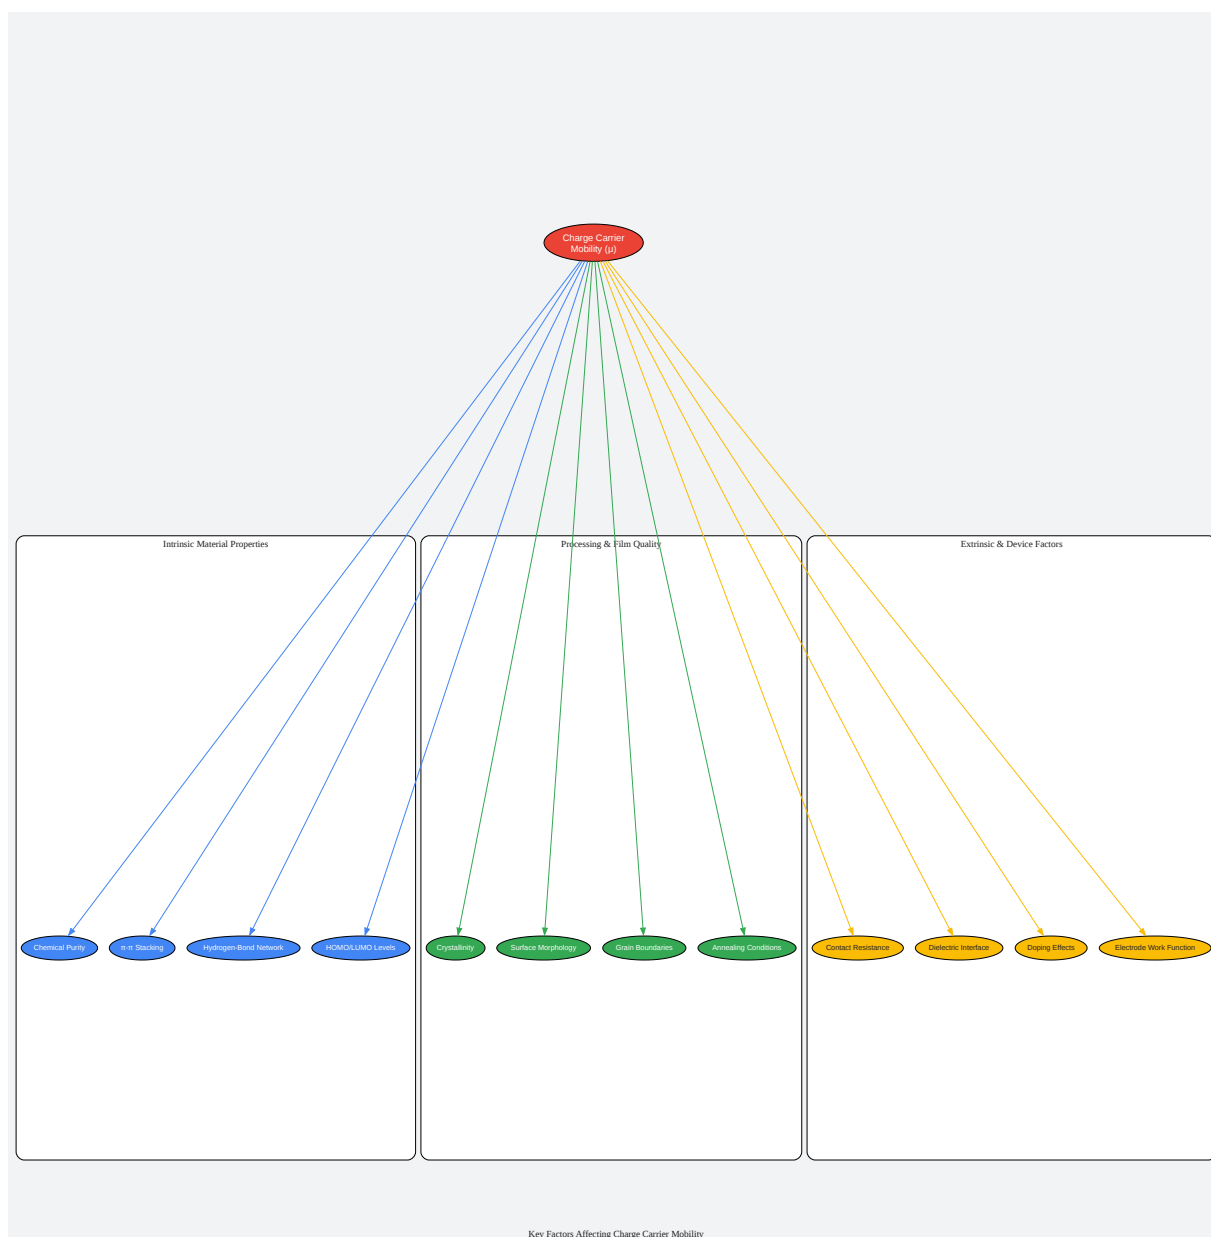 Charge Carrier
Mobility (μ)
Intrinsic Material Properties
Processing & Film Quality
Extrinsic & Device Factors
Chemical Purity
π-π Stacking
Hydrogen-Bond Network
HOMO/LUMO Levels
Crystallinity
Surface Morphology
Grain Boundaries
Annealing Conditions
Contact Resistance
Dielectric Interface
Doping Effects
Electrode Work Function
Key Factors Affecting Charge Carrier Mobility